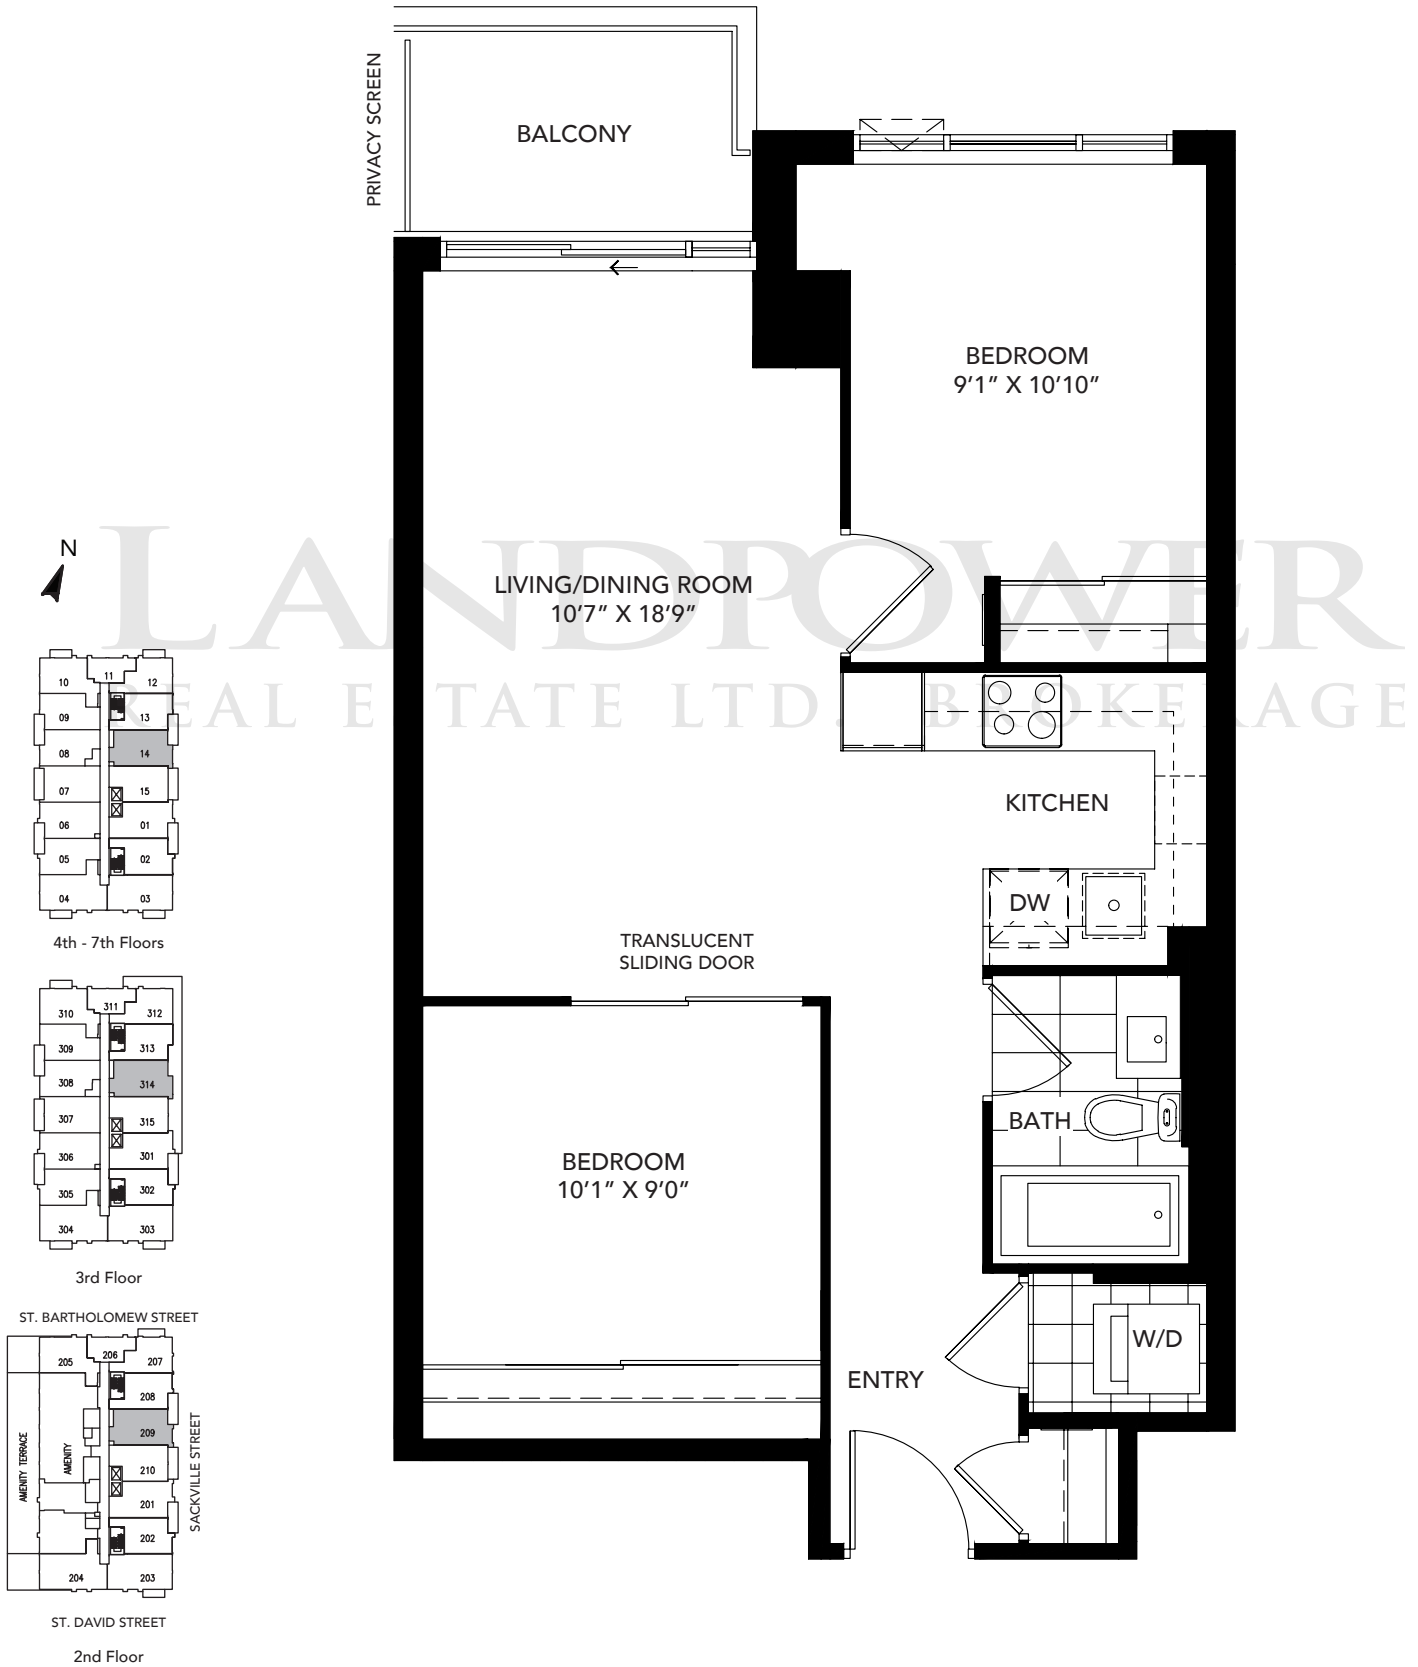 PRIVACY SCREEN
BALCONY
BEDROOM
9'1" X 10'10"
LIVING/DINING ROOM
10'7" X 18'9"
LANDPOWER
REAL ESTATE LTD. BROKERAGE
KITCHEN
DW
TRANSLUCENT
SLIDING DOOR
BATH
BEDROOM
10'1" X 9'0"
W/D
ENTRY
N
10
11
12
09
13
08
14
07
15
06
01
05
02
04
03
4th - 7th Floors
310
311
312
309
313
308
314
307
315
306
301
305
302
304
303
3rd Floor
ST. BARTHOLOMEW STREET
205
206
207
208
209
AMENITY TERRACE
AMENITY
210
201
202
204
203
SACKVILLE STREET
ST. DAVID STREET
2nd Floor